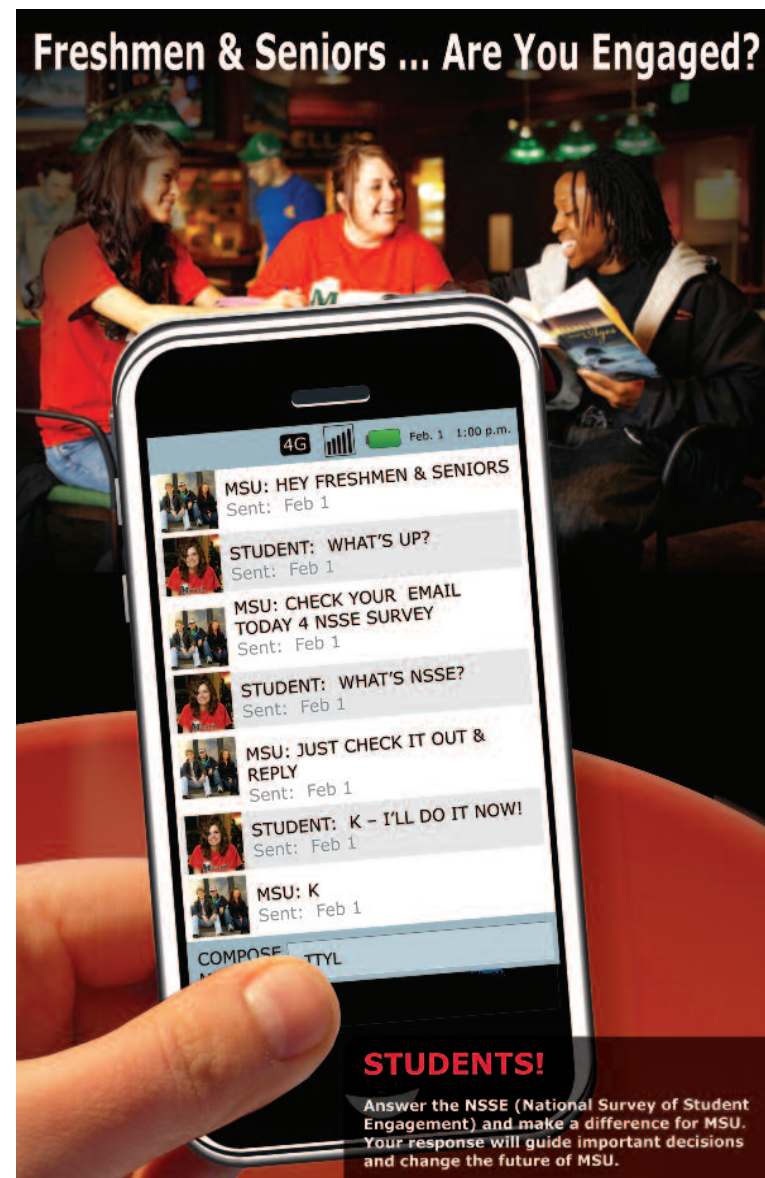 Freshmen & Seniors ... Are You Engaged?
4G Feb. 1 1:00 p.m.
MSU: HEY FRESHMEN & SENIORS
Sent: Feb 1
STUDENT: WHAT'S UP?
Sent: Feb 1
MSU: CHECK YOUR EMAIL
TODAY 4 NSSE SURVEY
Sent: Feb 1
STUDENT: WHAT'S NSSE?
Sent: Feb 1
MSU: JUST CHECK IT OUT &
REPLY
Sent: Feb 1
STUDENT: K – I'LL DO IT NOW!
Sent: Feb 1
MSU: K
Sent: Feb 1
COMPOSE
TTYL
STUDENTS!
Answer the NSSE (National Survey of Student
Engagement) and make a difference for MSU.
Your response will guide important decisions
and change the future of MSU.